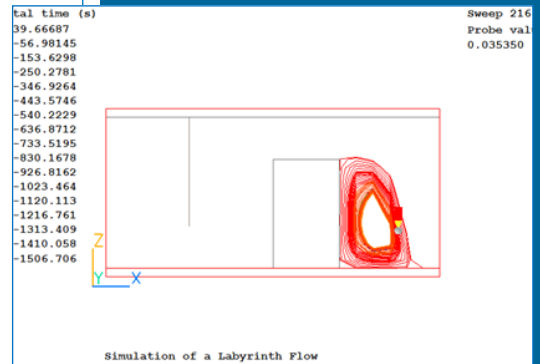 tal time (s)
39.66687
-56.98145
-153.6298
-250.2781
-346.9264
-443.5746
-540.2229
-636.8712
-733.5195
-830.1678
-926.8162
-1023.464
-1120.113
-1216.761
-1313.409
-1410.058
-1506.706
Sweep 216
Probe val
0.035350
Z
Y
X
Simulation of a Labyrinth Flow